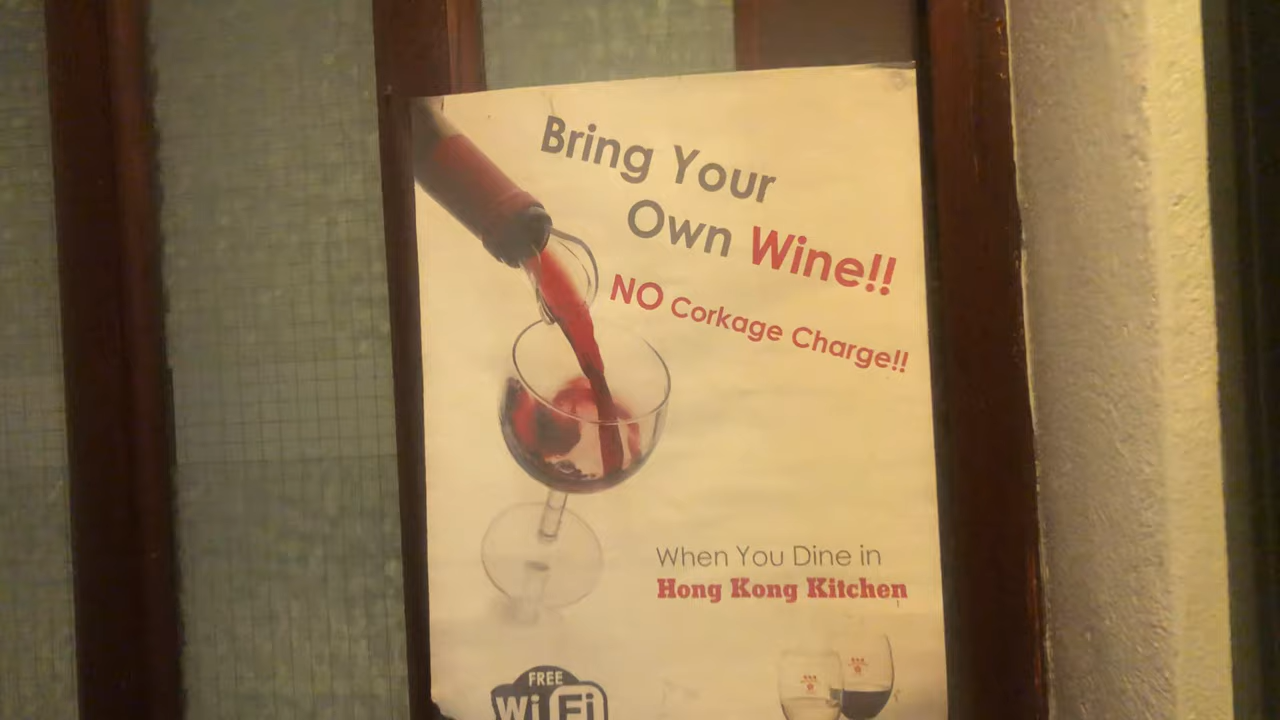 Bring Your
Own Wine!!
NO Corkage Charge!!
When You Dine in
Hong Kong Kitchen
FREE
WiFi